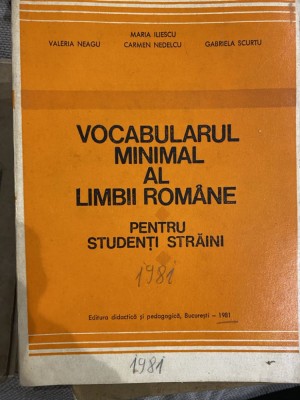 MARIA ILIESCU
VALERIA NEAGU CARMEN NEDELCU GABRIELA SCURTU
VOCABULARUL
MINIMAL
AL
LIMBII ROMÂNE
PENTRU
STUDENȚI STRĂINI
1981
Editura didactică și pedagogică, București – 1981
1981